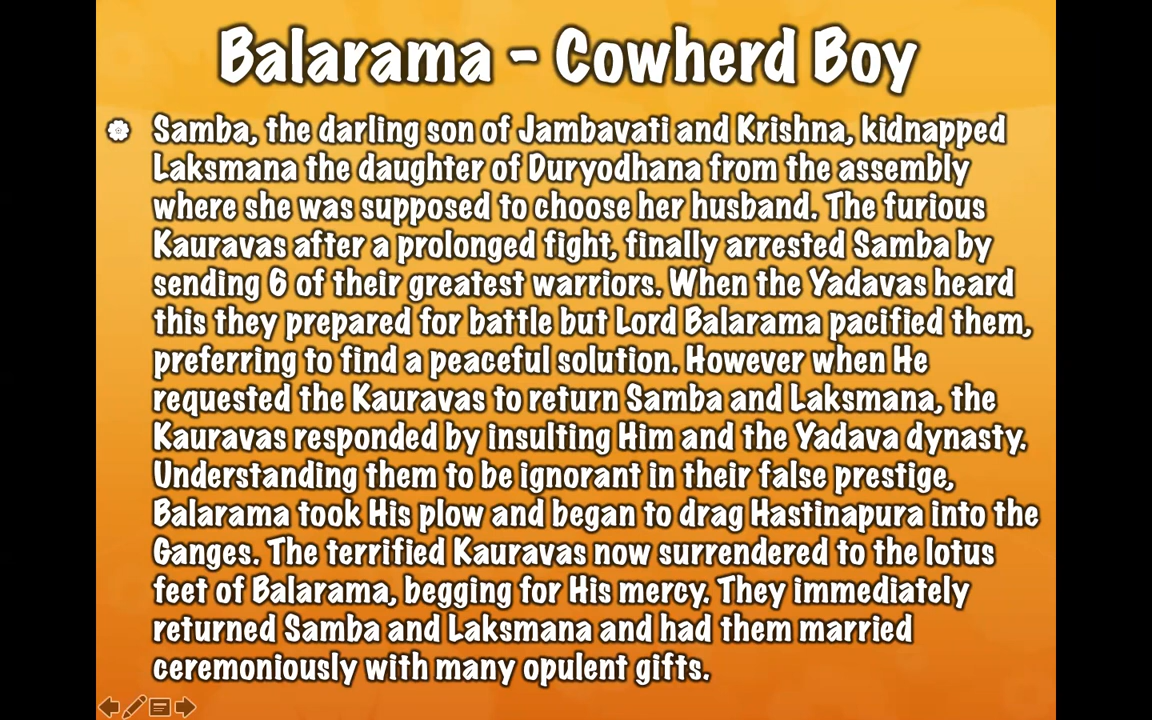 Balarama - Cowherd Boy
Samba, the darling son of Jambavati and Krishna, kidnapped
Laksmana the daughter of Duryodhana from the assembly
where she was supposed to choose her husband. The furious
Kauravas after a prolonged fight, finally arrested Samba by
sending 6 of their greatest warriors. When the Yadavas heard
this they prepared for battle but Lord Balarama pacified them,
preferring to find a peaceful solution. However when He
requested the Kauravas to return Samba and Laksmana, the
Kauravas responded by insulting Him and the Yadava dynasty.
Understanding them to be ignorant in their false prestige,
Balarama took His plow and began to drag Hastinapura into the
Ganges. The terrified Kauravas now surrendered to the lotus
feet of Balarama, begging for His mercy. They immediately
returned Samba and Laksmana and had them married
ceremoniously with many opulent gifts.